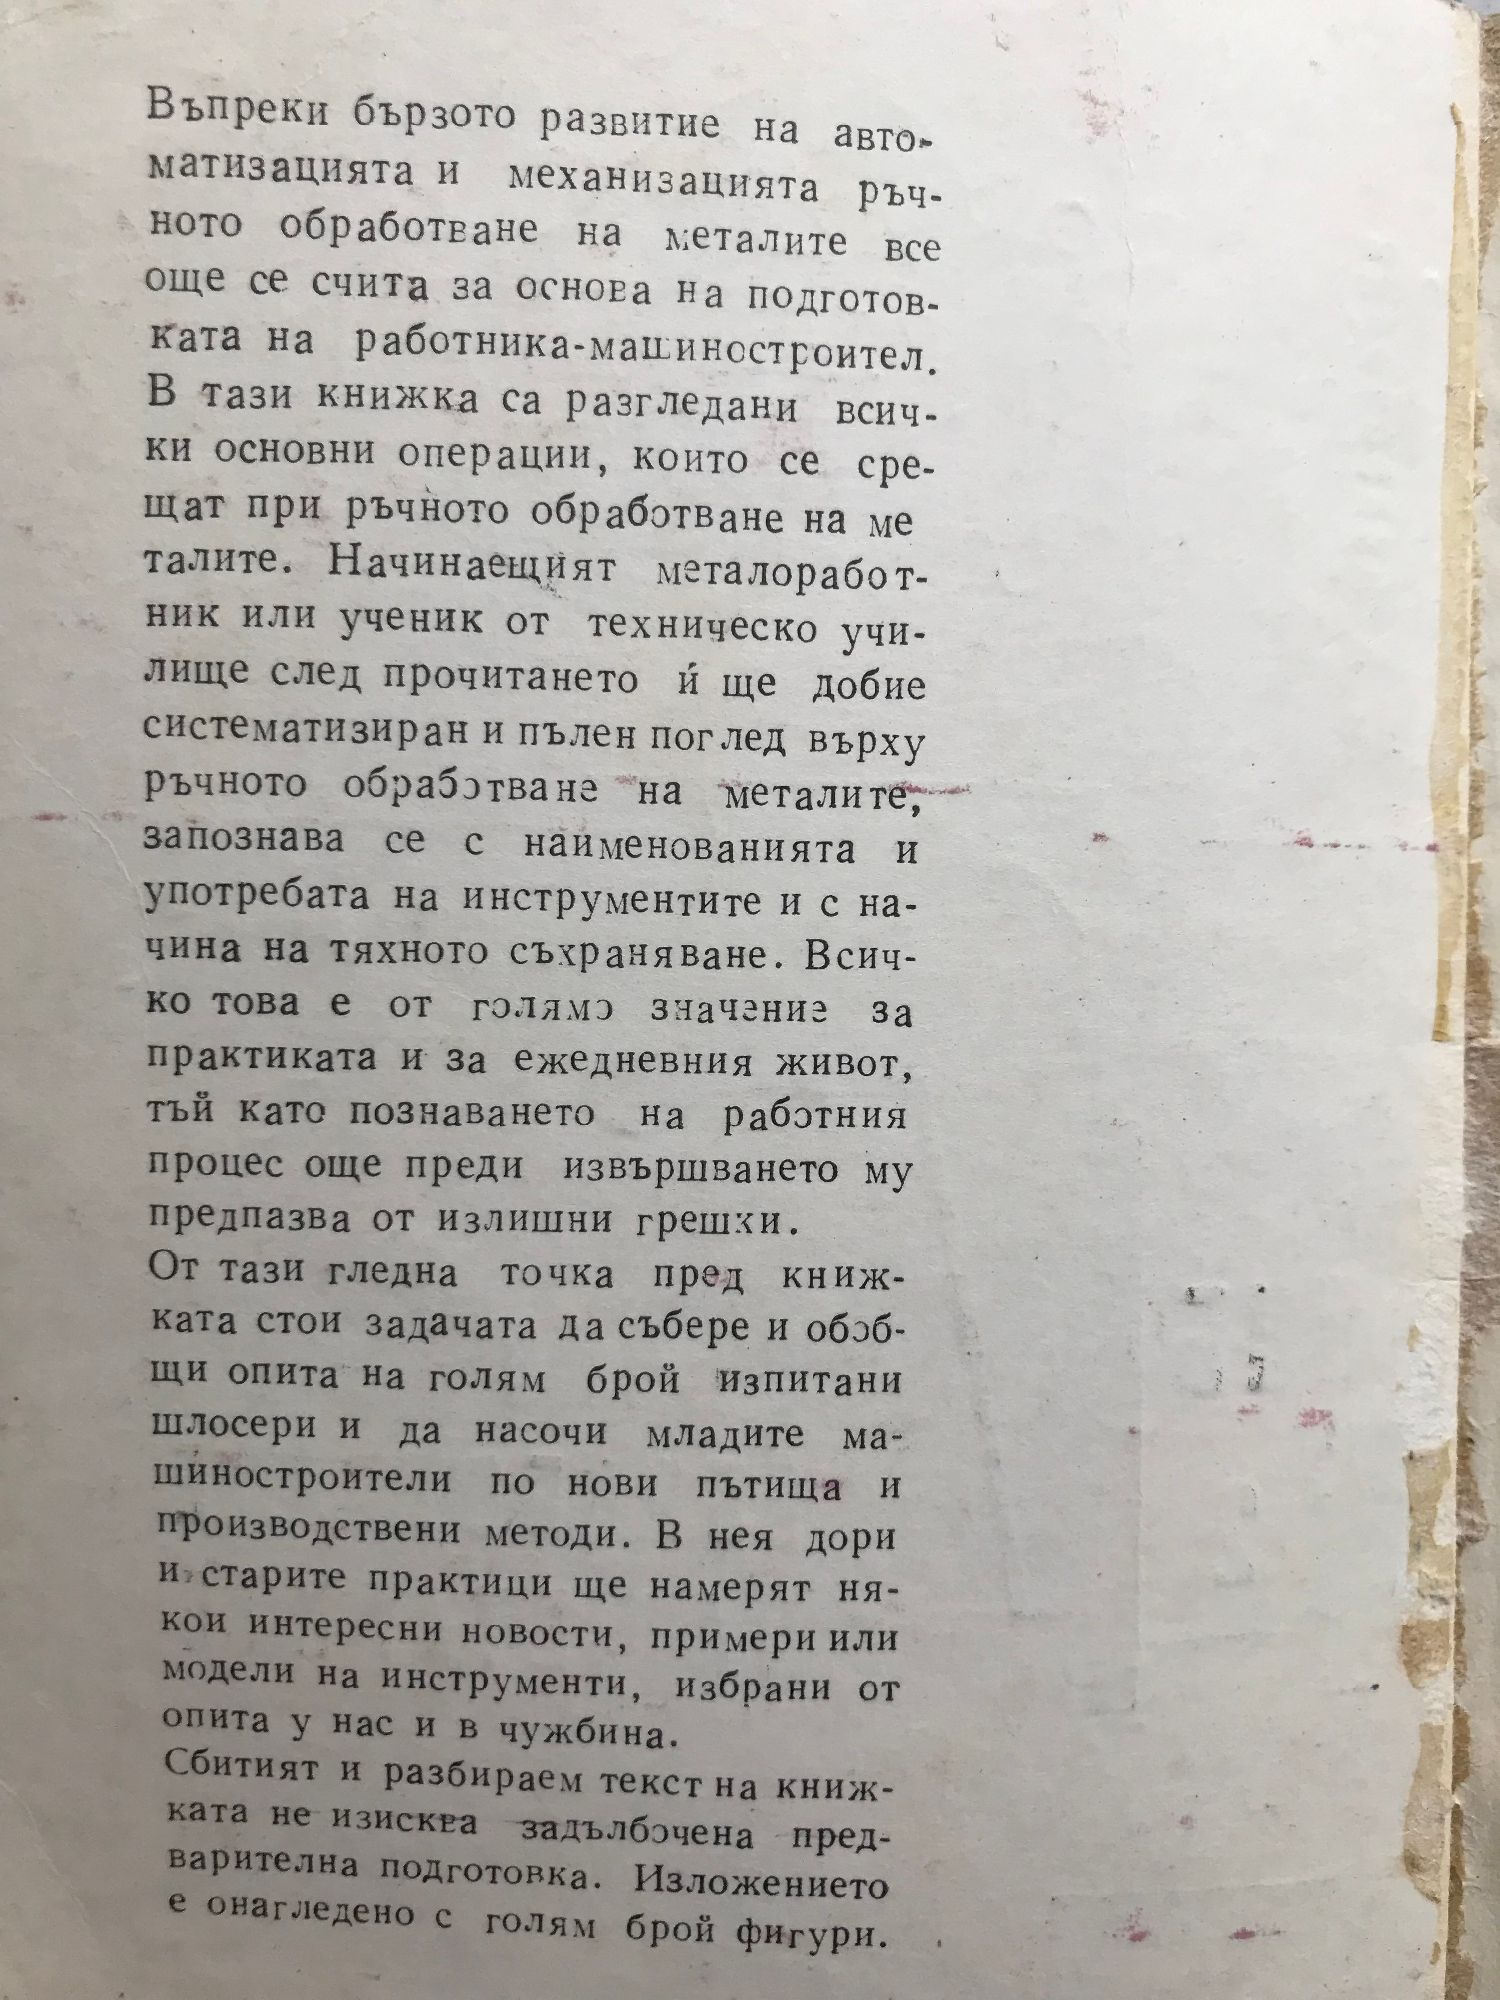 Въпреки бързото развитие на авто-
матизацията и механизацията ръч-
ното обработване на металите все
още се счита за основа на подготов-
ката на работника-машиностроител.
В тази книжка са разгледани всич-
ки основни операции, които се сре-
щат при ръчното обработване на ме
талите. Начинаещият металоработ-
ник или ученик от техническо учи-
лище след прочитането ѝ ще добие
систематизиран и пълен поглед върху
ръчното обработване на металите,
запознава се с наименованията и
употребата на инструментите и с на-
чина на тяхното съхраняване. Всич-
ко това е от голямо значение за
практиката и за ежедневния живот,
тъй като познаването на работния
процес още преди извършването му
предпазва от излишни грешки.
От тази гледна точка пред книж-
ката стои задачата да събере и обоб-
щи опита на голям брой изпитани
шлосери и да насочи младите ма-
шиностроители по нови пътища и
производствени методи. В нея дори
и старите практици ще намерят ня-
кои интересни новости, примери или
модели на инструменти, избрани от
опита у нас и в чужбина.
Сбитият и разбираем текст на книж-
ката не изисква задълбочена пред-
варителна подготовка. Изложението
е онагледено с голям брой фигури.